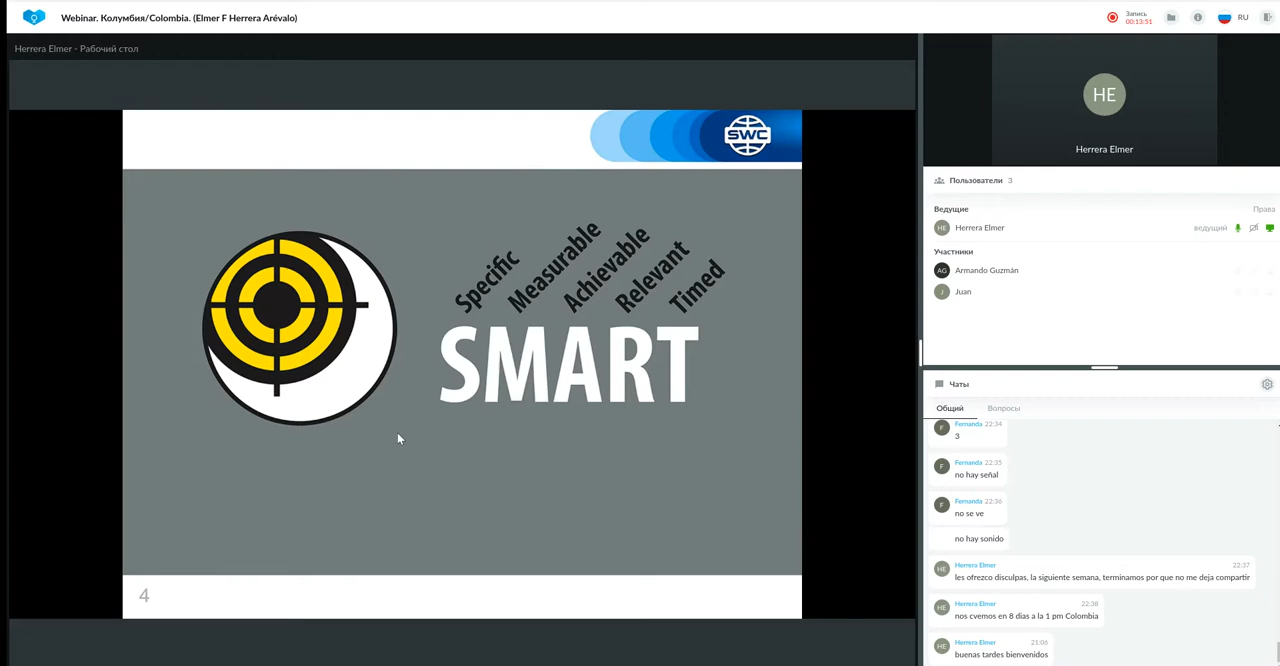 Webinar. Колумбия/Colombia. (Elmer F Herrera Arévalo)
Запись
00:13:51
RU
Herrera Elmer - Рабочий стол
SWC
Specific
Measurable
Achievable
Relevant
Timed
SMART
4
HE
Herrera Elmer
Пользователи 3
Ведущие Права
HE Herrera Elmer ведущий
Участники
AG Armando Guzmán
J Juan
Чаты
Общий Вопросы
F Fernanda 22:34
3
F Fernanda 22:35
no hay señal
F Fernanda 22:36
no se ve
no hay sonido
HE Herrera Elmer 22:37
les ofrezco disculpas, la siguiente semana, terminamos por que no me deja compartir
HE Herrera Elmer 22:38
nos cvemos en 8 dias a la 1 pm Colombia
HE Herrera Elmer 21:06
buenas tardes bienvenidos